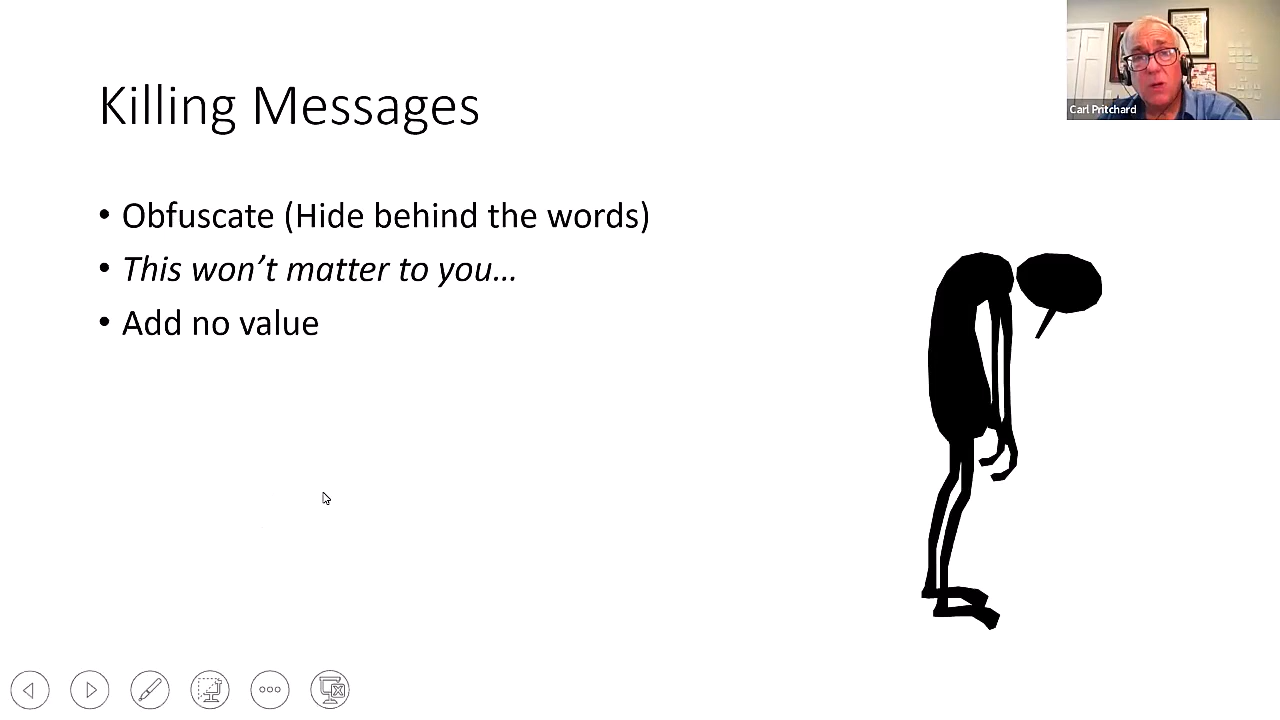 Killing Messages
Carl Pritchard
• Obfuscate (Hide behind the words)
• This won’t matter to you…
• Add no value